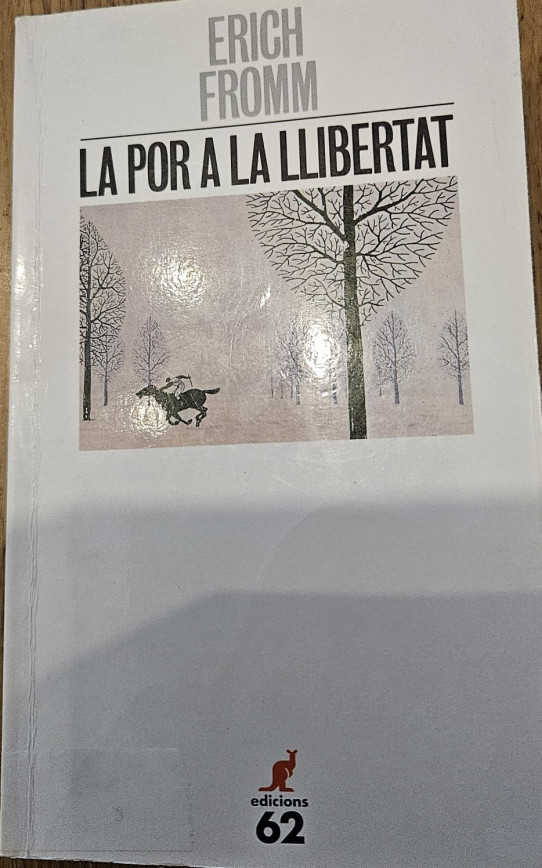 ERICH
FROMM
LA POR A LA LLIBERTAT
edicions
62